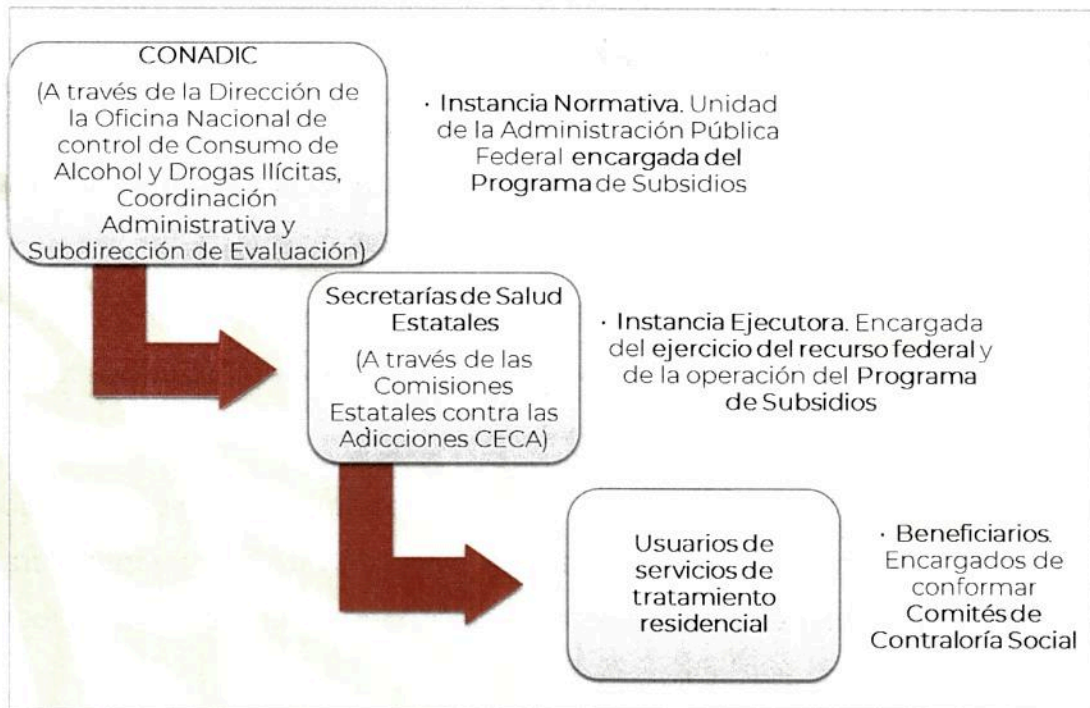 CONADIC
(A través de la Dirección de
la Oficina Nacional de
control de Consumo de
Alcohol y Drogas Ilícitas,
Coordinación
Administrativa y
Subdirección de Evaluación)
· Instancia Normativa. Unidad
de la Administración Pública
Federal encargada del
Programa de Subsidios
Secretarías de Salud
Estatales
(A través de las
Comisiones
Estatales contra las
Adicciones CECA)
· Instancia Ejecutora. Encargada
del ejercicio del recurso federal y
de la operación del Programa
de Subsidios
Usuarios de
servicios de
tratamiento
residencial
· Beneficiarios.
Encargados de
conformar
Comités de
Contraloría Social